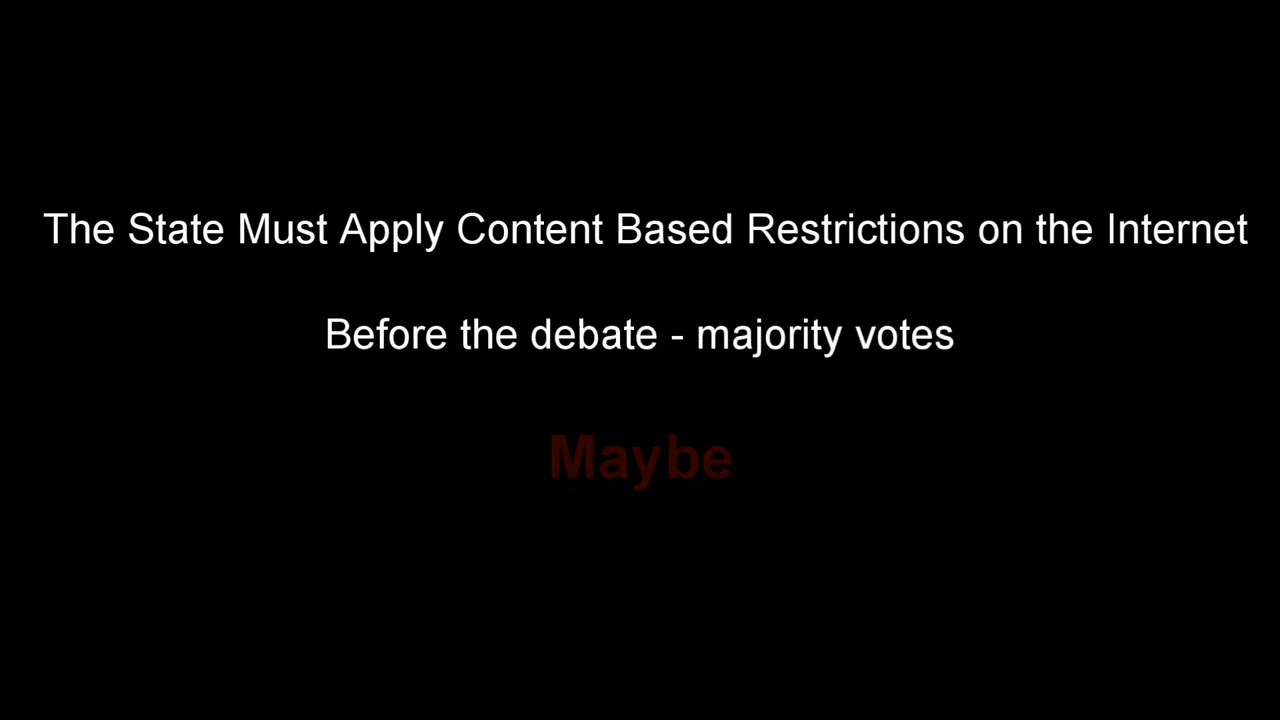 The State Must Apply Content Based Restrictions on the Internet
Before the debate - majority votes
Maybe